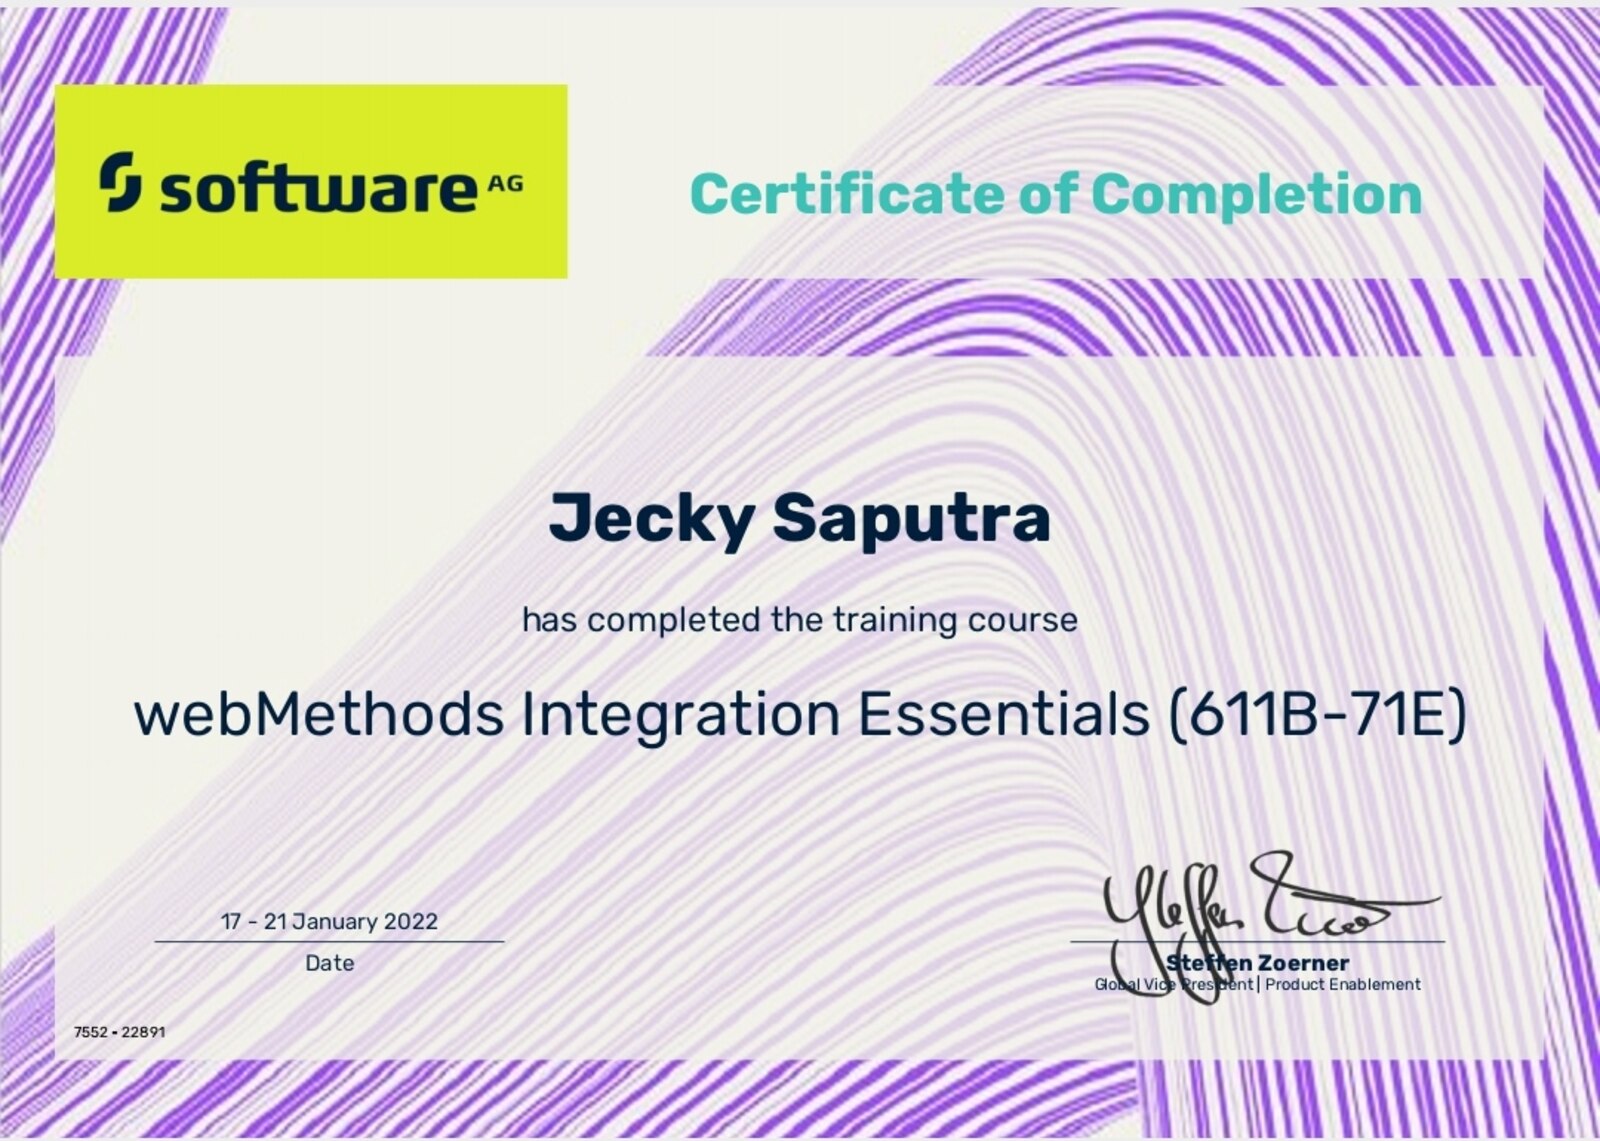 software AG
Certificate of Completion
Jecky Saputra
has completed the training course
webMethods Integration Essentials (611B-71E)
17 - 21 January 2022
Date
Steffen Zoerner
Global Vice President | Product Enablement
7552 - 22891